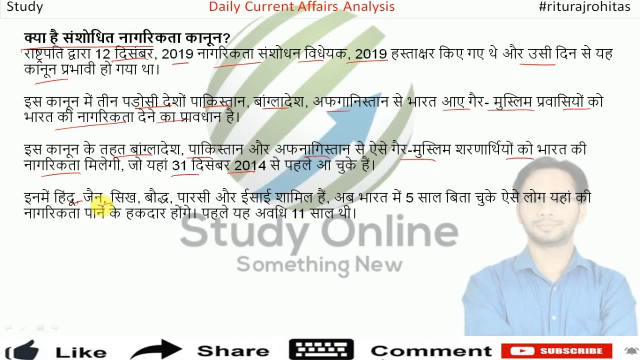 Study
Daily Current Affairs Analysis
#riturajrohitas
क्या है संशोधित नागरिकता कानून?
राष्ट्रपति द्वारा 12 दिसंबर, 2019 नागरिकता संशोधन विधेयक, 2019 हस्ताक्षर किए गए थे और उसी दिन से यह
कानून प्रभावी हो गया था।
इस कानून में तीन पड़ोसी देशों पाकिस्तान, बांग्लादेश, अफगानिस्तान से भारत आए गैर- मुस्लिम प्रवासियों को
भारत की नागरिकता देने का प्रावधान है।
इस कानून के तहत बांग्लादेश, पाकिस्तान और अफगानिस्तान से ऐसे गैर-मुस्लिम शरणार्थियों को भारत की
नागरिकता मिलेगी, जो यहां 31 दिसंबर 2014 से पहले आ चुके हैं।
इनमें हिंदू, जैन, सिख, बौद्ध, पारसी और ईसाई शामिल हैं, अब भारत में 5 साल बिता चुके ऐसे लोग यहां की
नागरिकता पाने के हकदार होंगे। पहले यह अवधि 11 साल थी।
Study Online
Something New
Like
Share
Comment
SUBSCRIBE